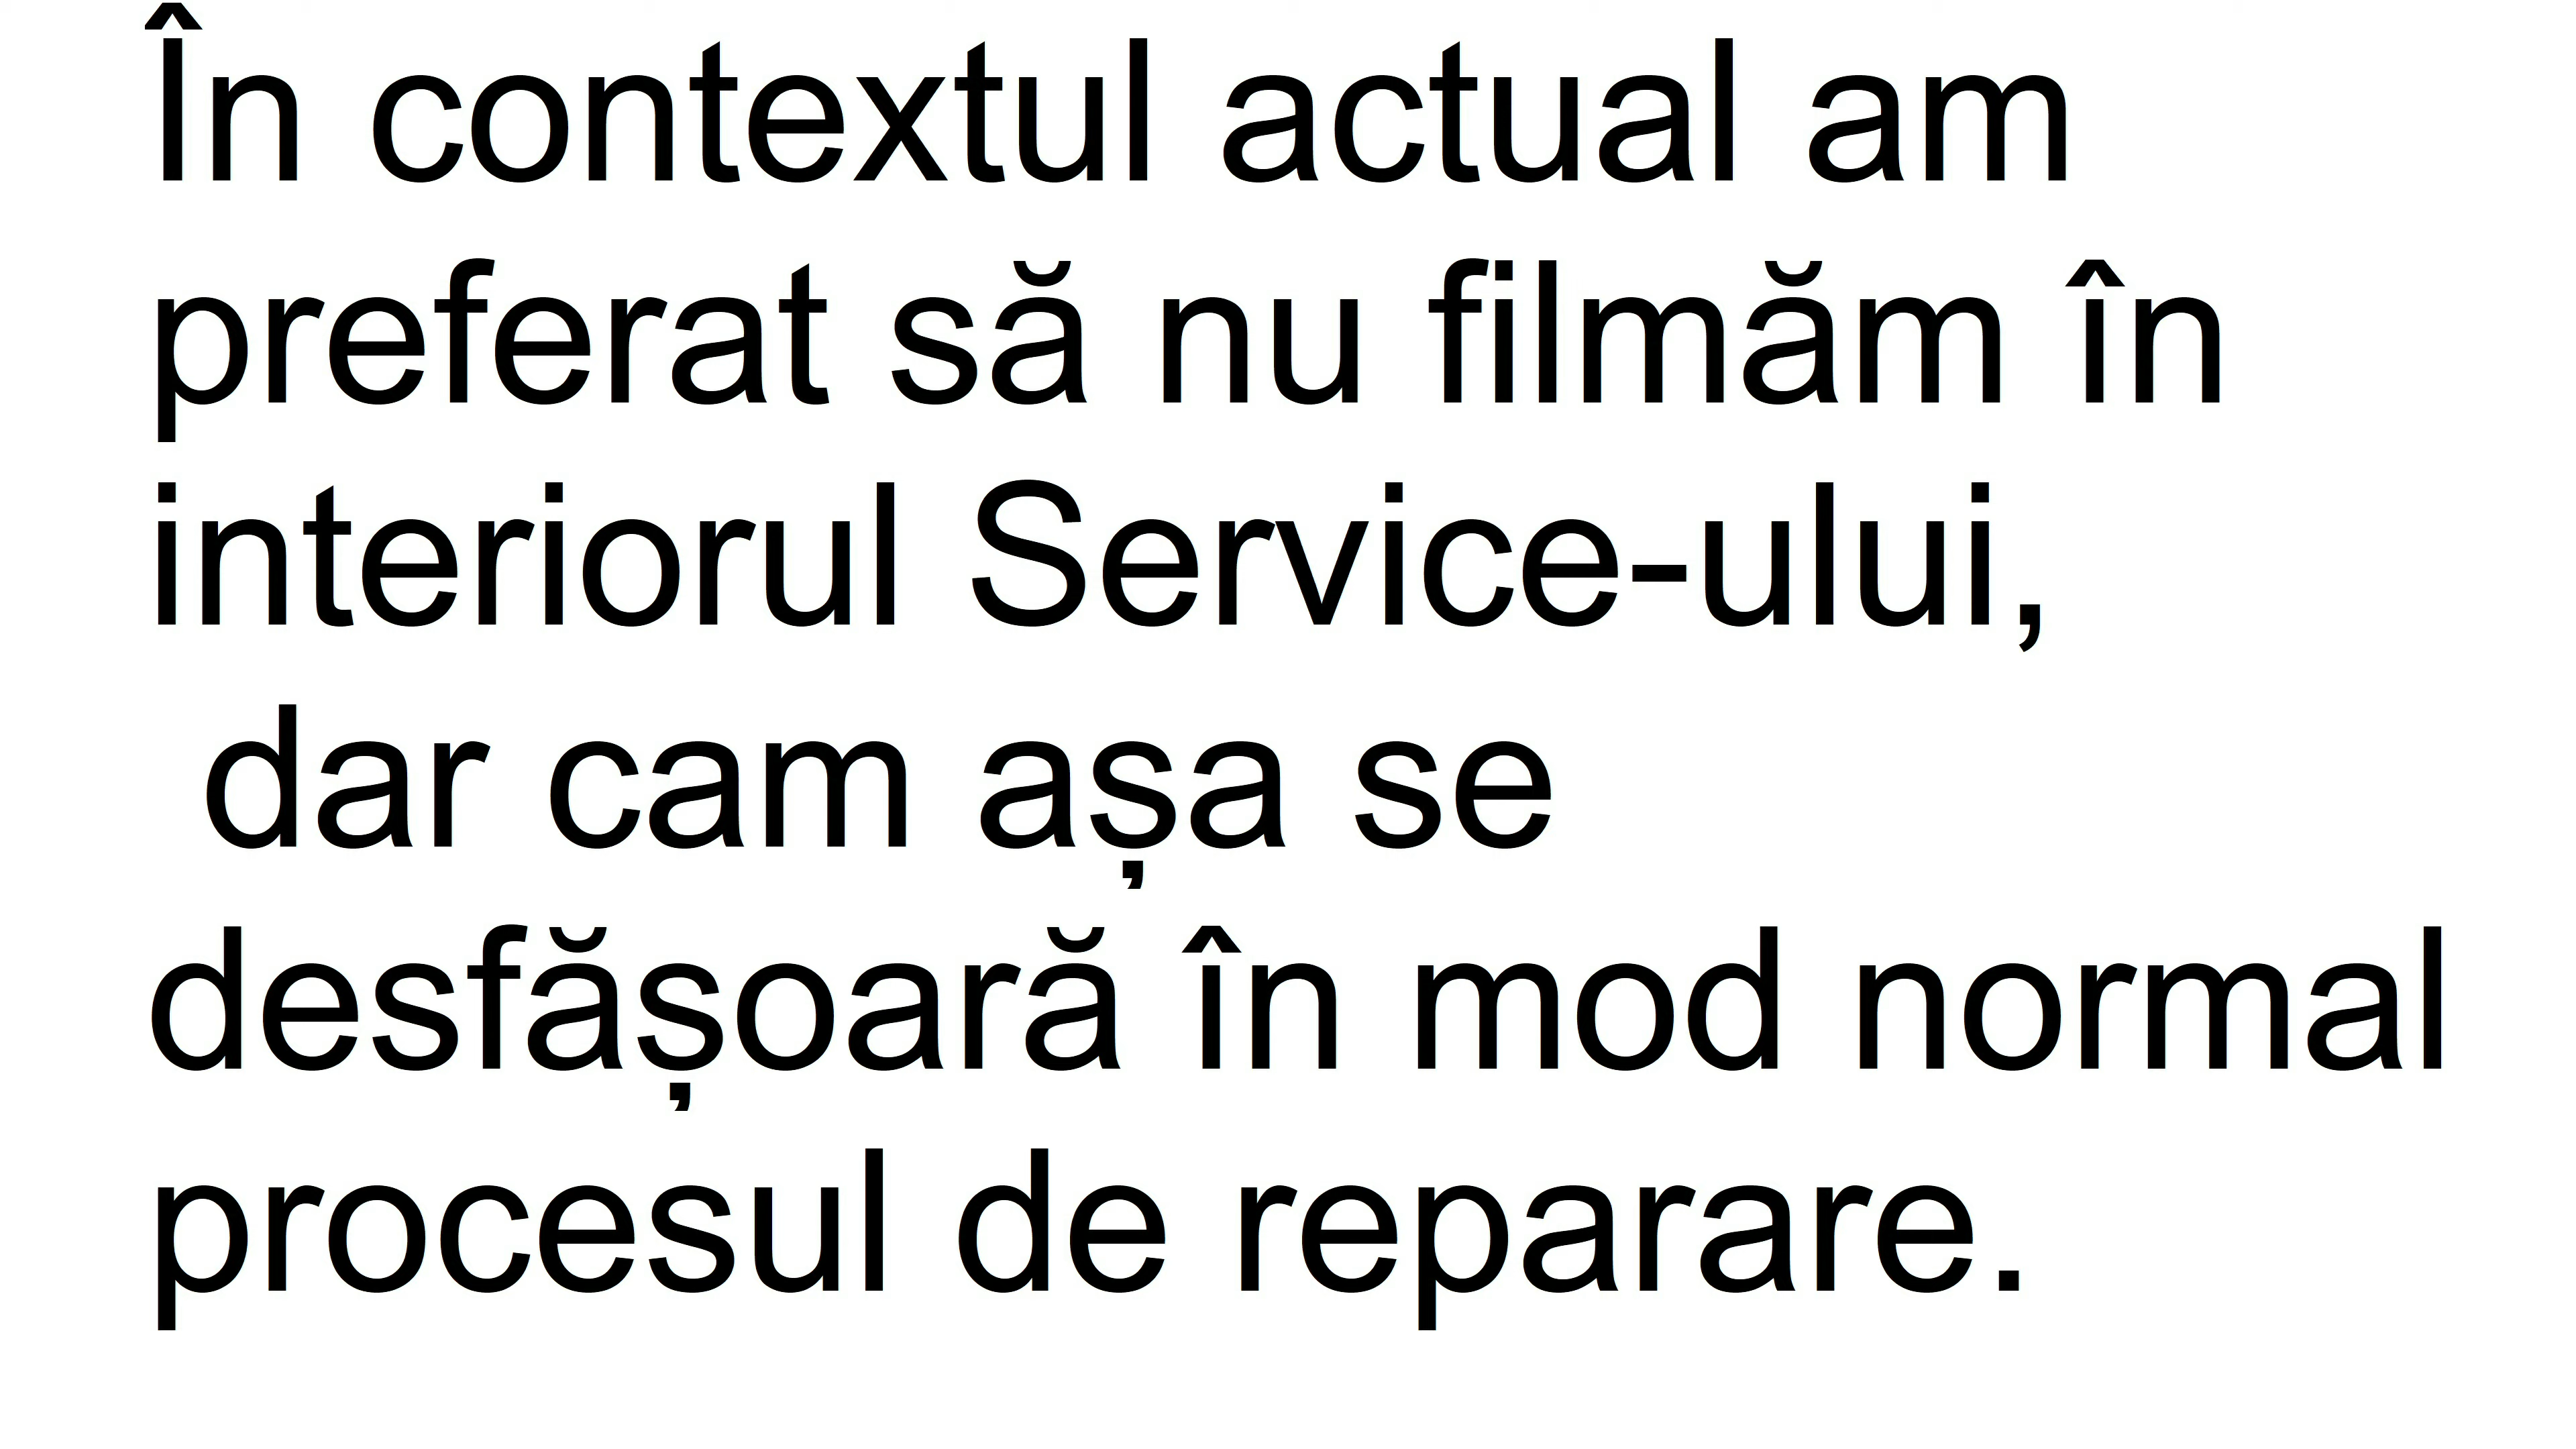 În contextul actual am
preferat să nu filmăm în
interiorul Service-ului,
dar cam așa se
desfășoară în mod normal
procesul de reparare.